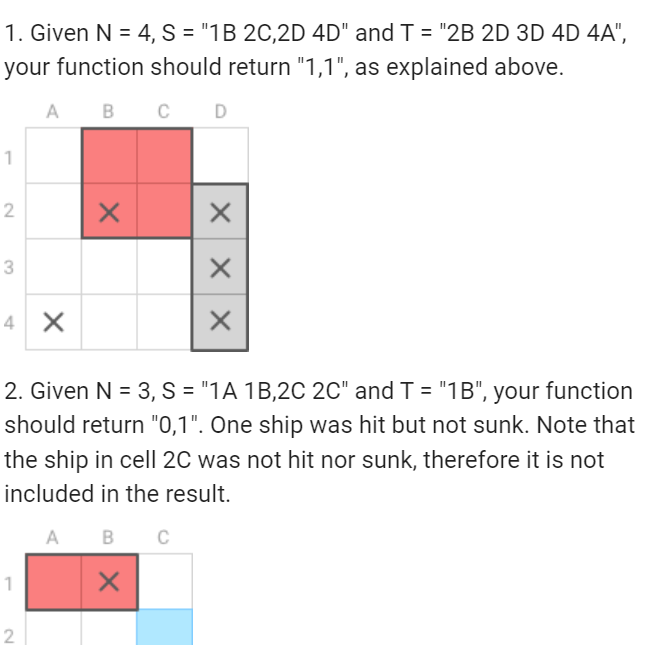 1. Given N = 4, S = "1B 2C,2D 4D" and T = "2B 2D 3D 4D 4A",
your function should return "1,1", as explained above.
A B C D
1
2
3
4
2. Given N = 3, S = "1A 1B,2C 2C" and T = "1B", your function
should return "0,1". One ship was hit but not sunk. Note that
the ship in cell 2C was not hit nor sunk, therefore it is not
included in the result.
A B C
1
2